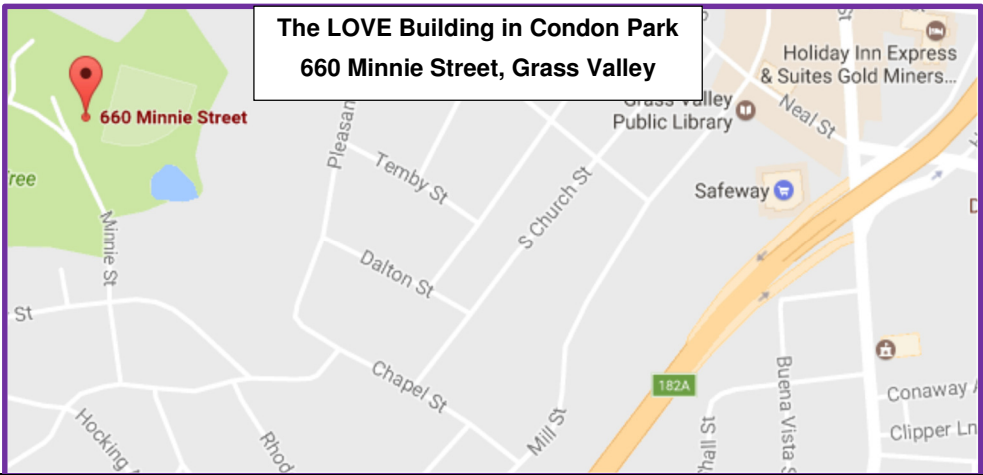 The LOVE Building in Condon Park
660 Minnie Street, Grass Valley
Holiday Inn Express
& Suites Gold Miners...
Grass Valley
Public Library
Neal St
660 Minnie Street
Pleasan
Temby St
Safeway
S Church St
ree
Minnie St
Dalton St
St
Chapel St
182A
Buena Vista S
Conaway A
Clipper Ln
Mill St
hall St
Hocking A
Rhod